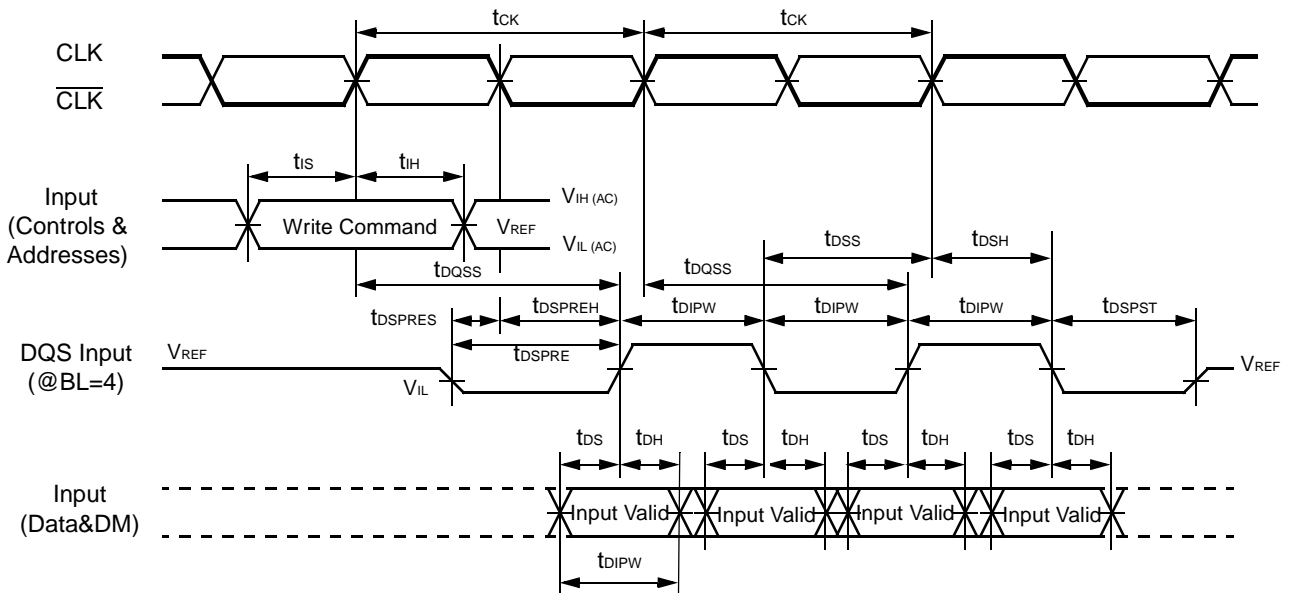 tCK tCK
CLK
CLK
tIS tIH
Input
(Controls &
Addresses)
Write Command
VIH (AC)
VREF
VIL (AC)
tDSS tDSH
tDQSS tDQSS
tDSPRES tDSPREH tDIPW tDIPW tDIPW tDSPST
tDSPRE
DQS Input
(@BL=4)
VREF
VIL
VREF
tDS tDH tDS tDH tDS tDH tDS tDH
Input
(Data&DM)
Input Valid Input Valid Input Valid Input Valid
tDIPW